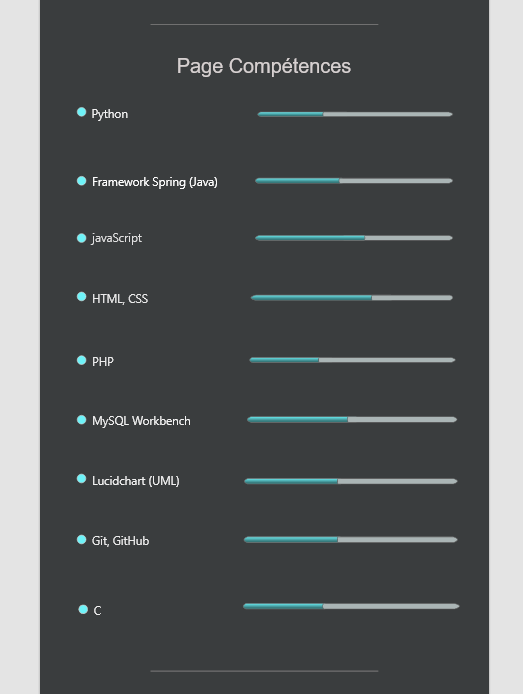 Page Compétences
Python
Framework Spring (Java)
javaScript
HTML, CSS
PHP
MySQL Workbench
Lucidchart (UML)
Git, GitHub
C